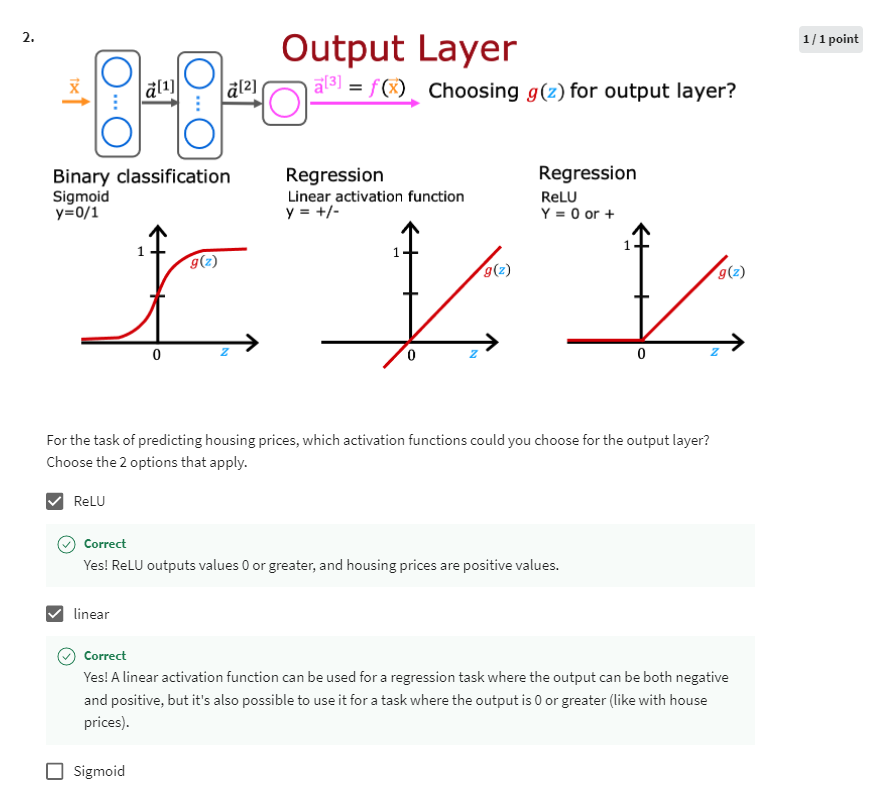 2.
1 / 1 point
Output Layer
x⃗
a⃗[1]
a⃗[2]
a⃗[3] = f(x⃗)
Choosing g(z) for output layer?
Binary classification
Sigmoid
y=0/1
1
g(z)
0
z
Regression
Linear activation function
y = +/-
1
g(z)
0
z
Regression
ReLU
Y = 0 or +
1
g(z)
0
z
For the task of predicting housing prices, which activation functions could you choose for the output layer?
Choose the 2 options that apply.
ReLU
Correct
Yes! ReLU outputs values 0 or greater, and housing prices are positive values.
linear
Correct
Yes! A linear activation function can be used for a regression task where the output can be both negative
and positive, but it's also possible to use it for a task where the output is 0 or greater (like with house
prices).
Sigmoid